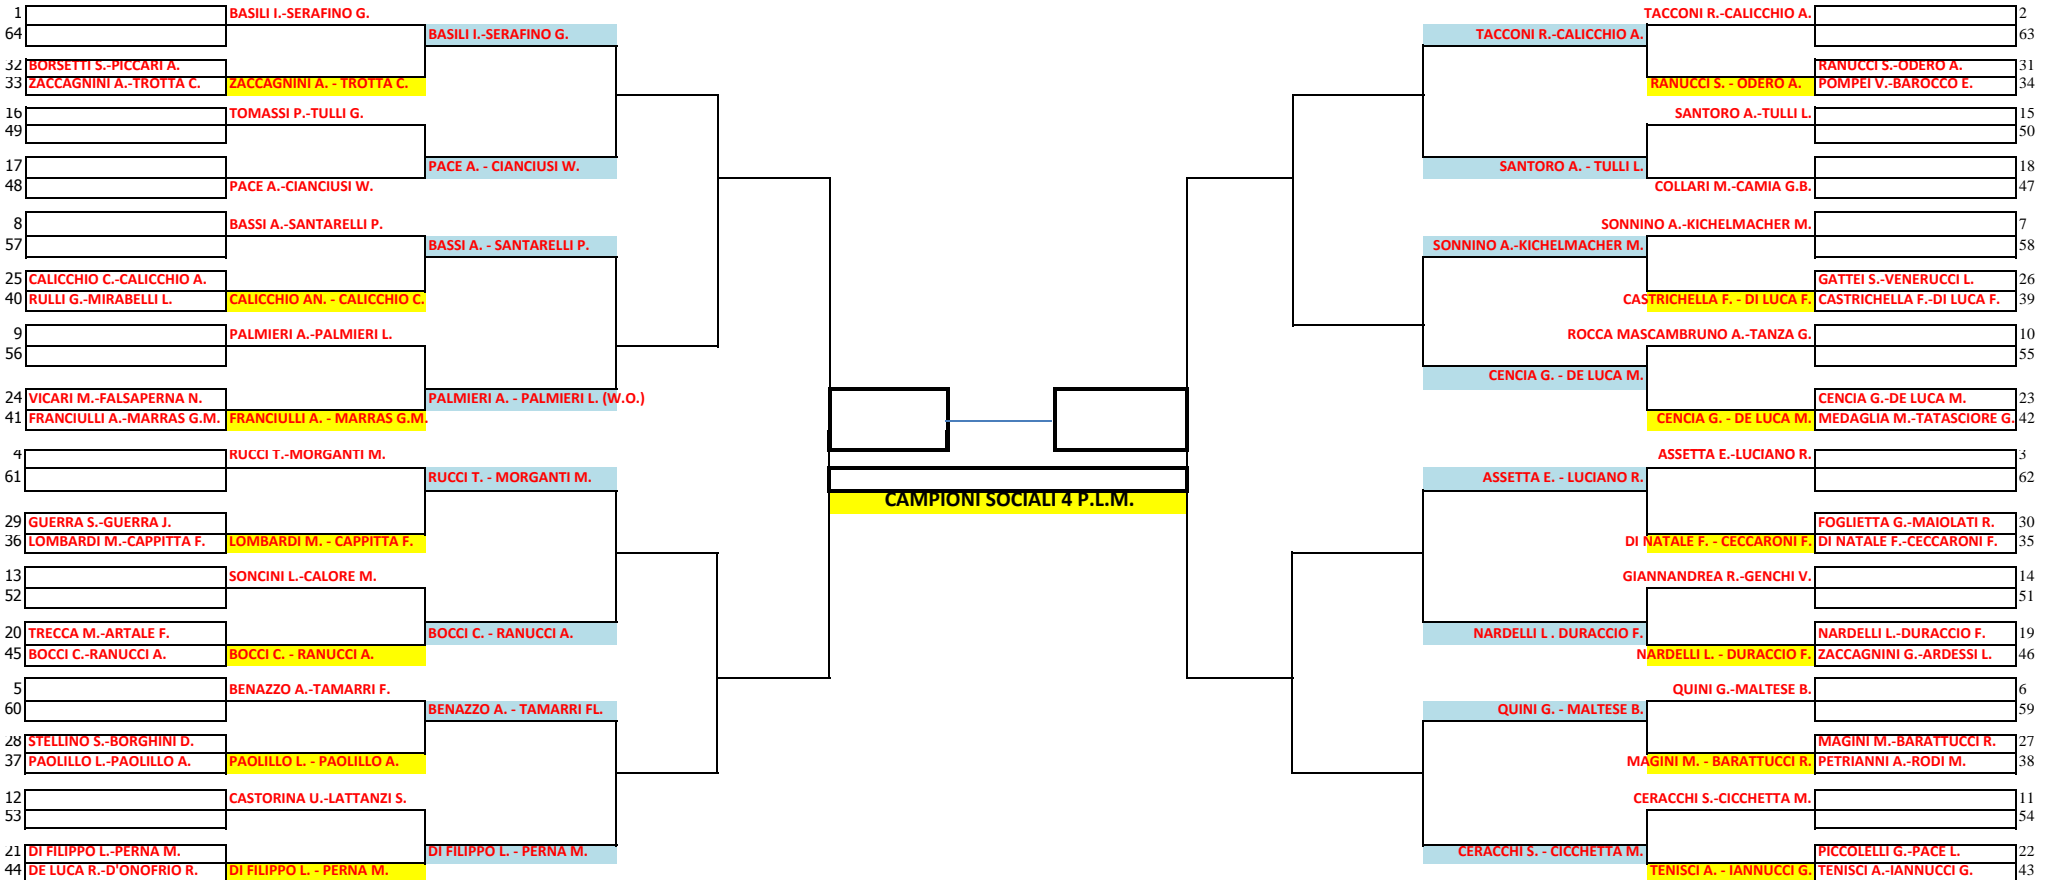 1 BASILI I.-SERAFINO G.
64 BASILI I.-SERAFINO G.
32 BORSETTI S.-PICCARI A.
33 ZACCAGNINI A.-TROTTA C. ZACCAGNINI A. - TROTTA C.
16 TOMASSI P.-TULLI G.
49
17 PACE A. - CIANCIUSI W.
48 PACE A.-CIANCIUSI W.
8 BASSI A.-SANTARELLI P.
57 BASSI A. - SANTARELLI P.
25 CALICCHIO C.-CALICCHIO A.
40 RULLI G.-MIRABELLI L. CALICCHIO AN. - CALICCHIO C.
9 PALMIERI A.-PALMIERI L.
56
24 VICARI M.-FALSAPERNA N. PALMIERI A. - PALMIERI L. (W.O.)
41 FRANCIULLI A.-MARRAS G.M. FRANCIULLI A. - MARRAS G.M.
4 RUCCI T.-MORGANTI M.
61 RUCCI T. - MORGANTI M.
29 GUERRA S.-GUERRA J.
36 LOMBARDI M.-CAPPITTA F. LOMBARDI M. - CAPPITTA F.
13 SONCINI L.-CALORE M.
52
20 TRECCA M.-ARTALE F. BOCCI C. - RANUCCI A.
45 BOCCI C.-RANUCCI A. BOCCI C. - RANUCCI A.
5 BENAZZO A.-TAMARRI F.
60 BENAZZO A. - TAMARRI FL.
28 STELLINO S.-BORGHINI D.
37 PAOLILLO L.-PAOLILLO A. PAOLILLO L. - PAOLILLO A.
12 CASTORINA U.-LATTANZI S.
53
21 DI FILIPPO L.-PERNA M. DI FILIPPO L. - PERNA M.
44 DE LUCA R.-D'ONOFRIO R. DI FILIPPO L. - PERNA M.
CAMPIONI SOCIALI 4 P.L.M.
TACCONI R.-CALICCHIO A. 2
TACCONI R.-CALICCHIO A. 63
RANUCCI S.-ODERO A. 31
RANUCCI S. - ODERO A. POMPEI V.-BAROCCO E. 34
SANTORO A.-TULLI L. 15
50
SANTORO A. - TULLI L. 18
COLLARI M.-CAMIA G.B. 47
SONNINO A.-KICHELMACHER M. 7
SONNINO A.-KICHELMACHER M. 58
GATTEI S.-VENERUCCI L. 26
CASTRICHELLA F. - DI LUCA F. CASTRICHELLA F.-DI LUCA F. 39
ROCCA MASCAMBRUNO A.-TANZA G. 10
55
CENCIA G. - DE LUCA M.
CENCIA G.-DE LUCA M. 23
CENCIA G. - DE LUCA M. MEDAGLIA M.-TATASCIORE G. 42
ASSETTA E.-LUCIANO R. 3
ASSETTA E. - LUCIANO R. 62
FOGLIETTA G.-MAIOLATI R. 30
DI NATALE F. - CECCARONI F. DI NATALE F.-CECCARONI F. 35
GIANNANDREA R.-GENCHI V. 14
51
NARDELLI L . DURACCIO F. NARDELLI L.-DURACCIO F. 19
NARDELLI L. - DURACCIO F. ZACCAGNINI G.-ARDESSI L. 46
QUINI G.-MALTESE B. 6
QUINI G. - MALTESE B. 59
MAGINI M.-BARATTUCCI R. 27
MAGINI M. - BARATTUCCI R. PETRIANNI A.-RODI M. 38
CERACCHI S.-CICCHETTA M. 11
54
CERACCHI S. - CICCHETTA M. PICCOLELLI G.-PACE L. 22
TENISCI A. - IANNUCCI G. TENISCI A.-IANNUCCI G. 43